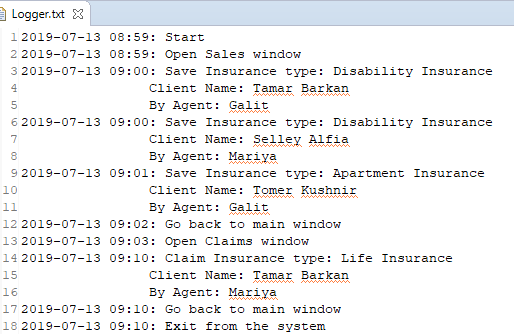 Logger.txt
1 2019-07-13 08:59: Start
2 2019-07-13 08:59: Open Sales window
3 2019-07-13 09:00: Save Insurance type: Disability Insurance
4 Client Name: Tamar Barkan
5 By Agent: Galit
6 2019-07-13 09:00: Save Insurance type: Disability Insurance
7 Client Name: Selley Alfia
8 By Agent: Mariya
9 2019-07-13 09:01: Save Insurance type: Apartment Insurance
10 Client Name: Tomer Kushnir
11 By Agent: Galit
12 2019-07-13 09:02: Go back to main window
13 2019-07-13 09:03: Open Claims window
14 2019-07-13 09:10: Claim Insurance type: Life Insurance
15 Client Name: Tamar Barkan
16 By Agent: Mariya
17 2019-07-13 09:10: Go back to main window
18 2019-07-13 09:10: Exit from the system